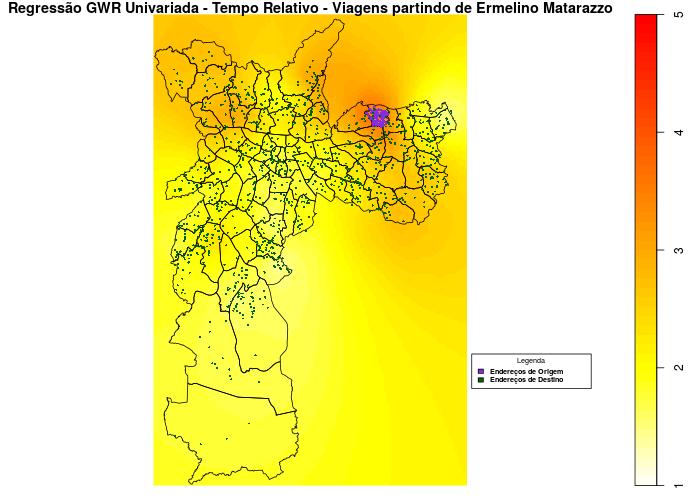 Regressão GWR Univariada - Tempo Relativo - Viagens partindo de Ermelino Matarazzo
5
4
3
2
1
Legenda
Endereços de Origem
Endereços de Destino